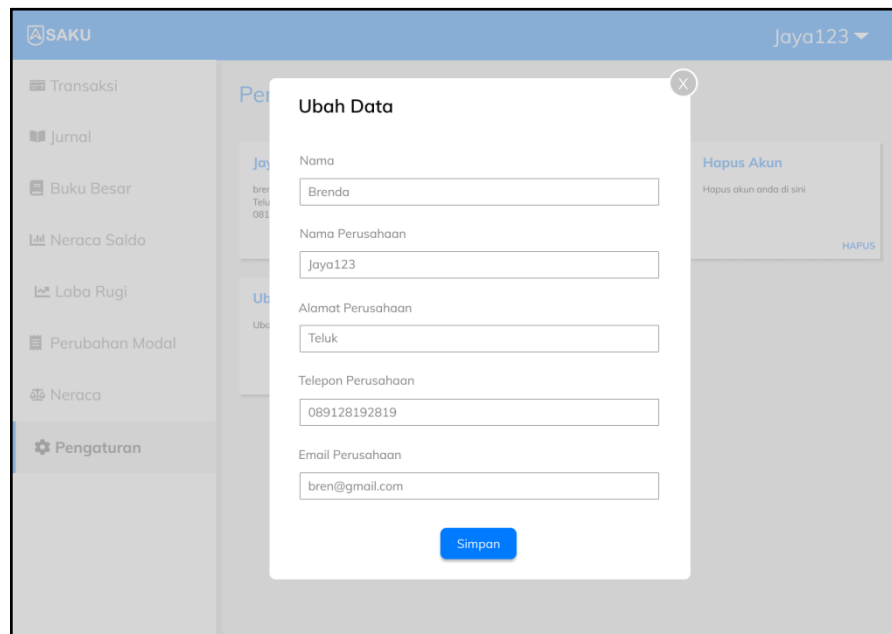 ASAKU
Jaya123
Transaksi
Jurnal
Buku Besar
Neraca Saldo
Laba Rugi
Perubahan Modal
Neraca
Pengaturan
X
Ubah Data
Nama
Brenda
Nama Perusahaan
Jaya123
Alamat Perusahaan
Teluk
Telepon Perusahaan
089128192819
Email Perusahaan
bren@gmail.com
Simpan
Hapus Akun
Hapus akun anda di sini
HAPUS